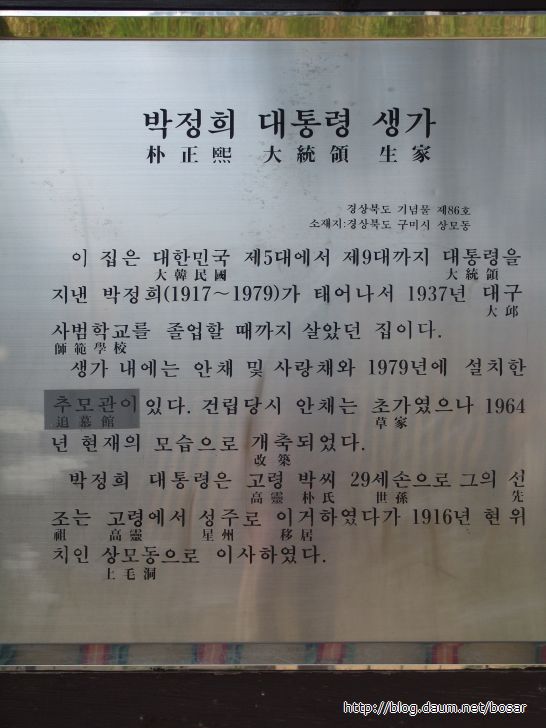 박정희 대통령 생가
朴正熙 大統領 生家
경상북도 기념물 제86호
소재지:경상북도 구미시 상모동
이 집은 대한민국 제5대에서 제9대까지 대통령을
大韓民國 大統領
지낸 박정희(1917~1979)가 태어나서 1937년 대구
大邱
사범학교를 졸업할 때까지 살았던 집이다.
師範學校
생가 내에는 안채 및 사랑채와 1979년에 설치한
추모관이 있다. 건립당시 안채는 초가였으나 1964
追慕館 草家
년 현재의 모습으로 개축되었다.
改築
박정희 대통령은 고령 박씨 29세손으로 그의 선
高靈 朴氏 世孫 先
조는 고령에서 성주로 이거하였다가 1916년 현 위
祖 高靈 星州 移居
치인 상모동으로 이사하였다.
上毛洞
http://blog.daum.net/bosar